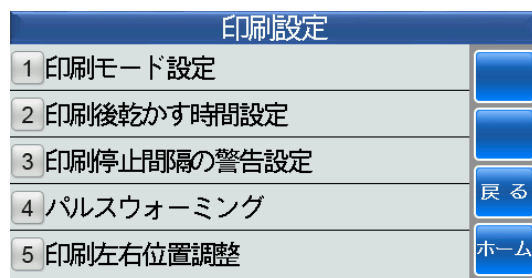 印刷設定
1 印刷モード設定
2 印刷後乾かす時間設定
3 印刷停止間隔の警告設定
4 パルスウォーミング
5 印刷左右位置調整
戻る
ホーム